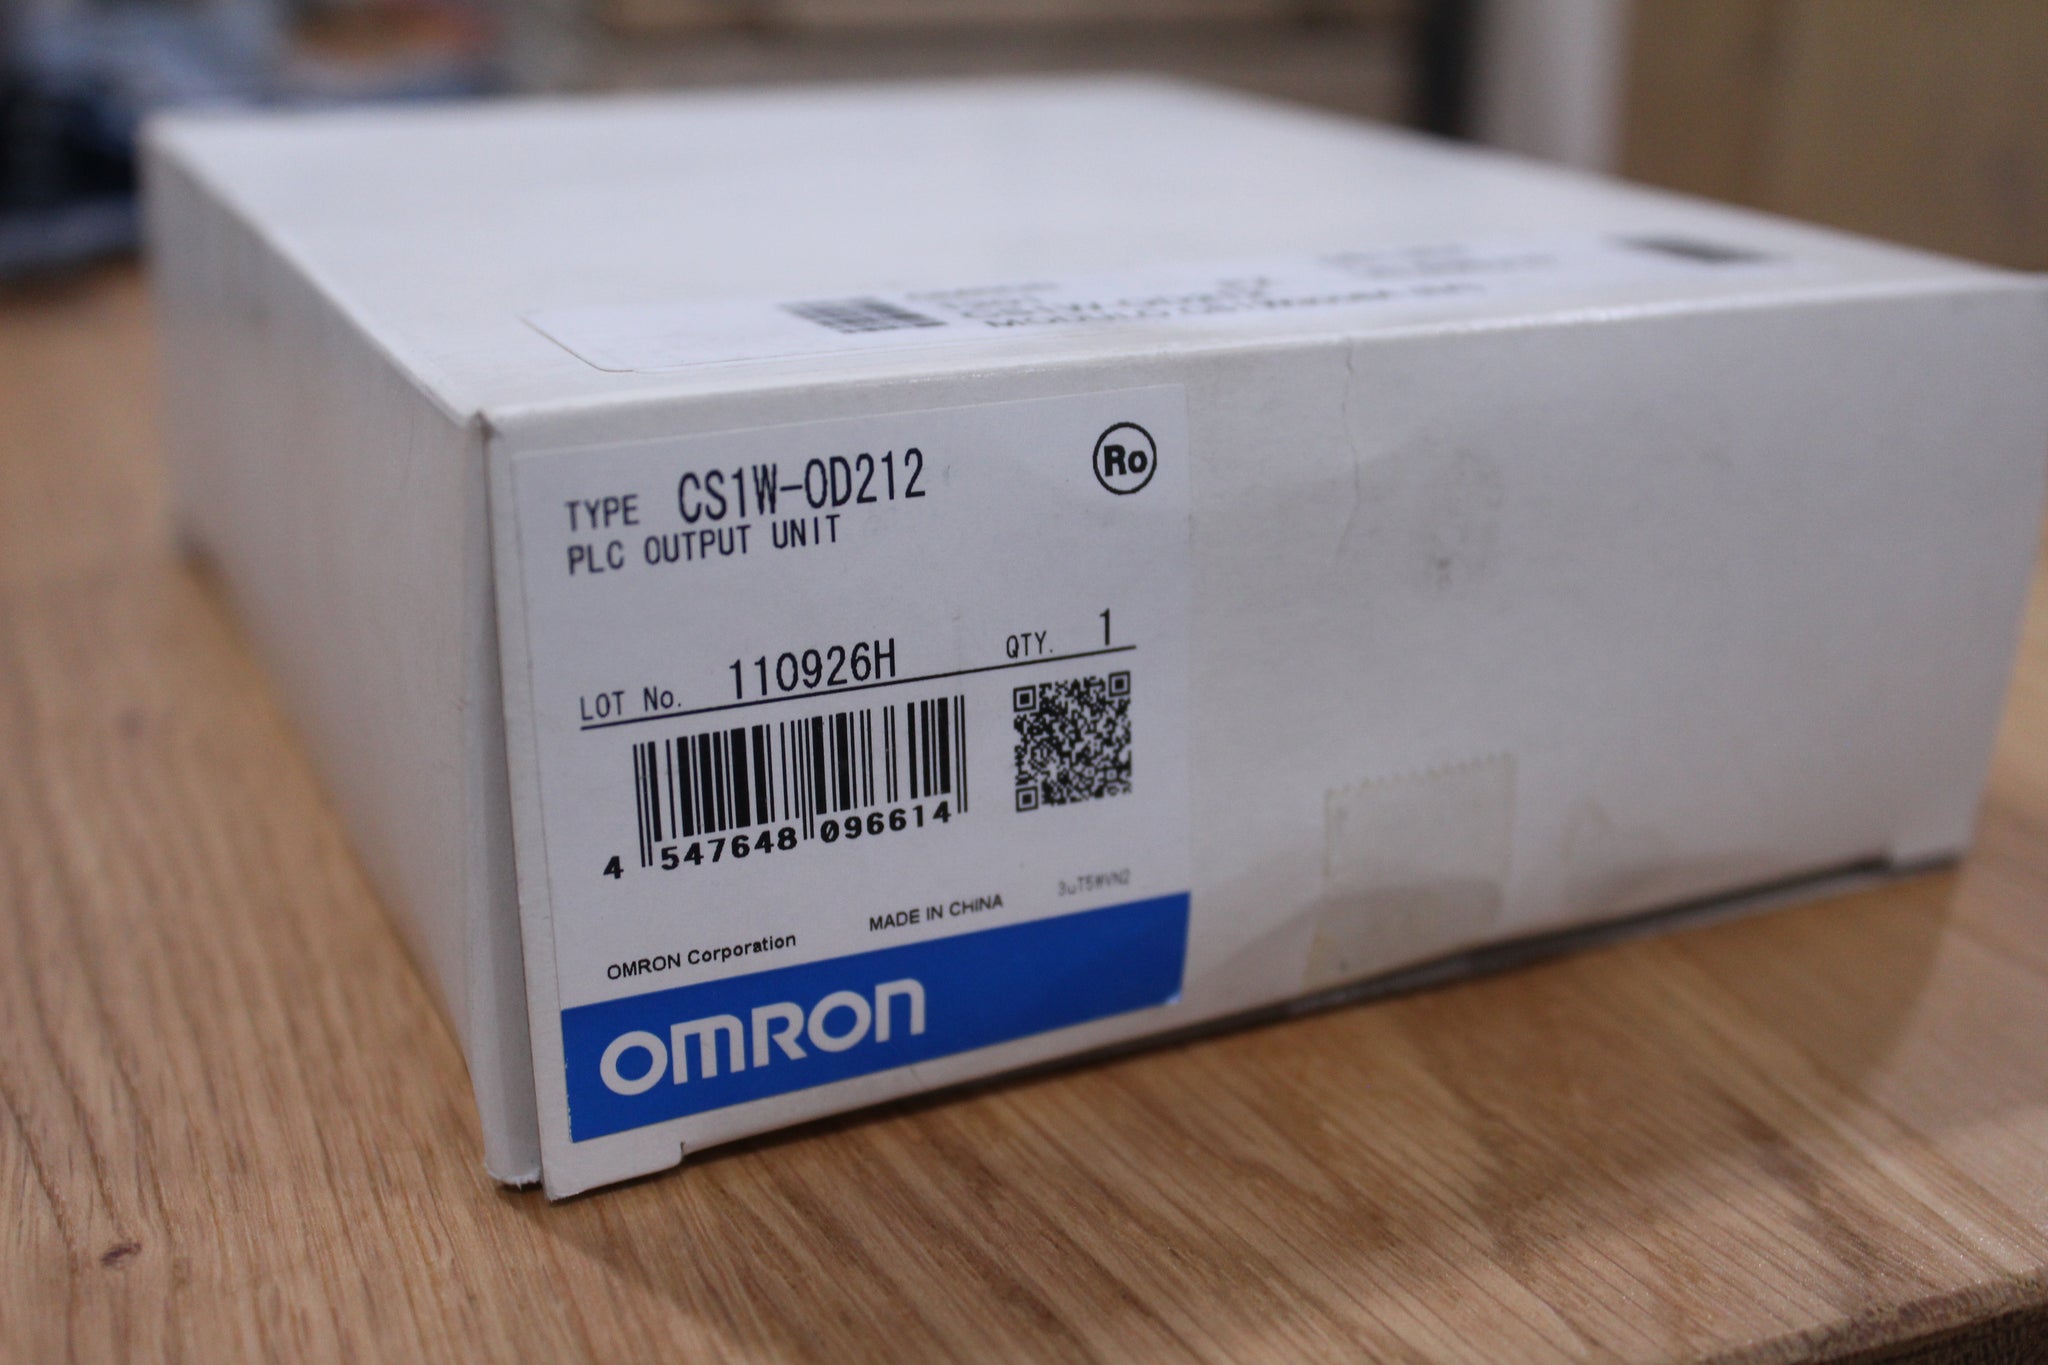 TYPE CS1W-OD212
Ro
PLC OUTPUT UNIT
LOT No. 110926H QTY. 1
4 547648 096614
MADE IN CHINA
OMRON Corporation
OMRON